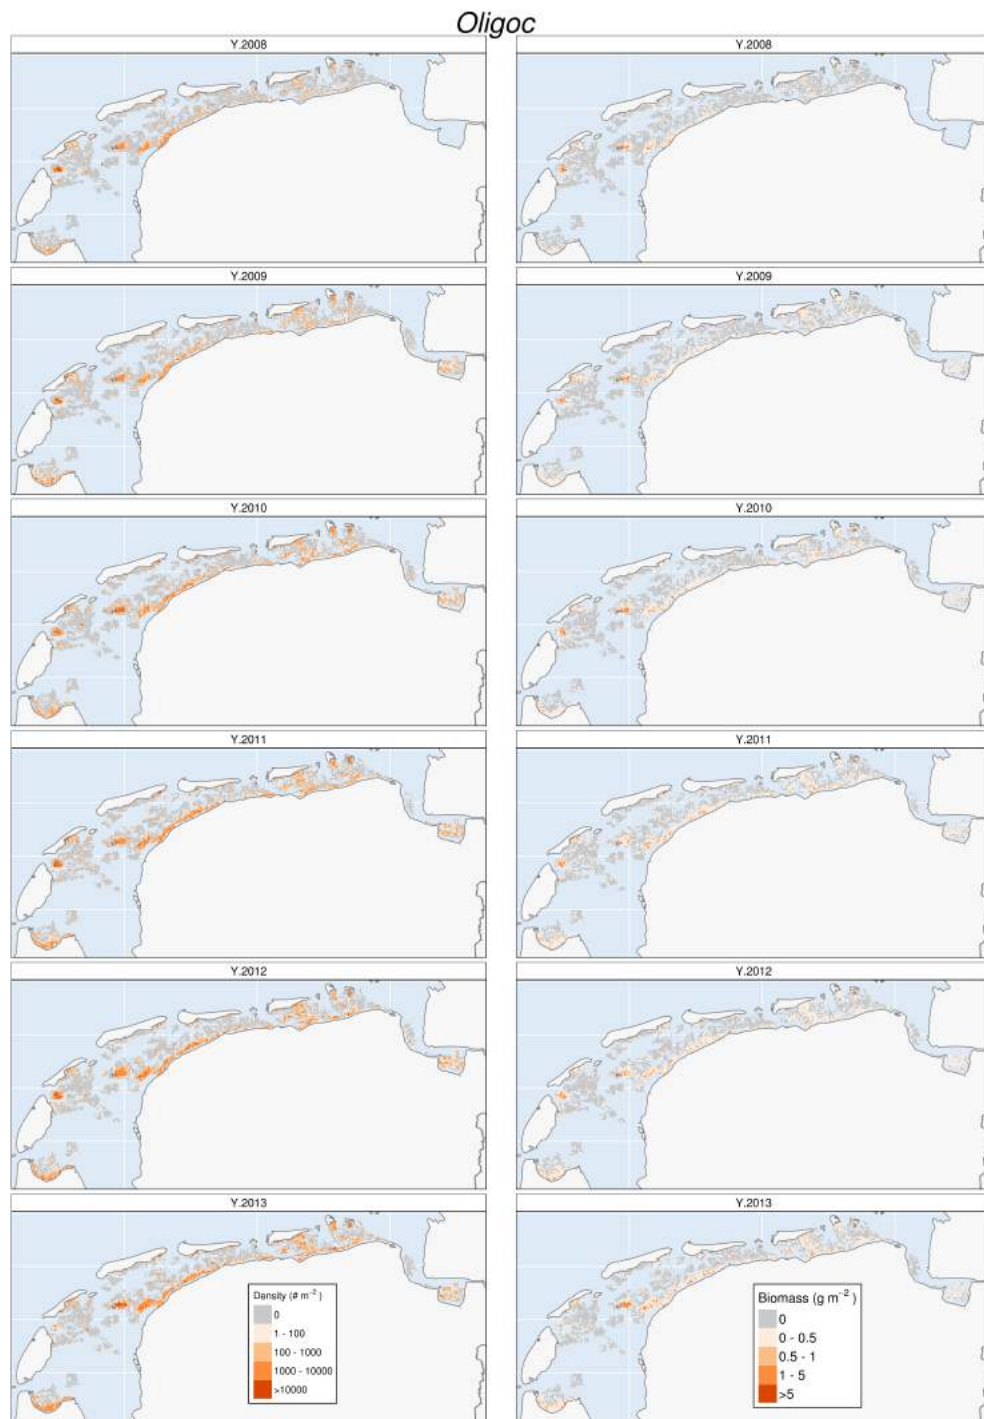 Oligoc
Y.2008
Y.2008
Y.2009
Y.2009
Y.2010
Y.2010
Y.2011
Y.2011
Y.2012
Y.2012
Y.2013
Y.2013
Density (# m⁻²)
0
1 - 100
100 - 1000
1000 - 10000
>10000
Biomass (g m⁻²)
0
0 - 0.5
0.5 - 1
1 - 5
>5